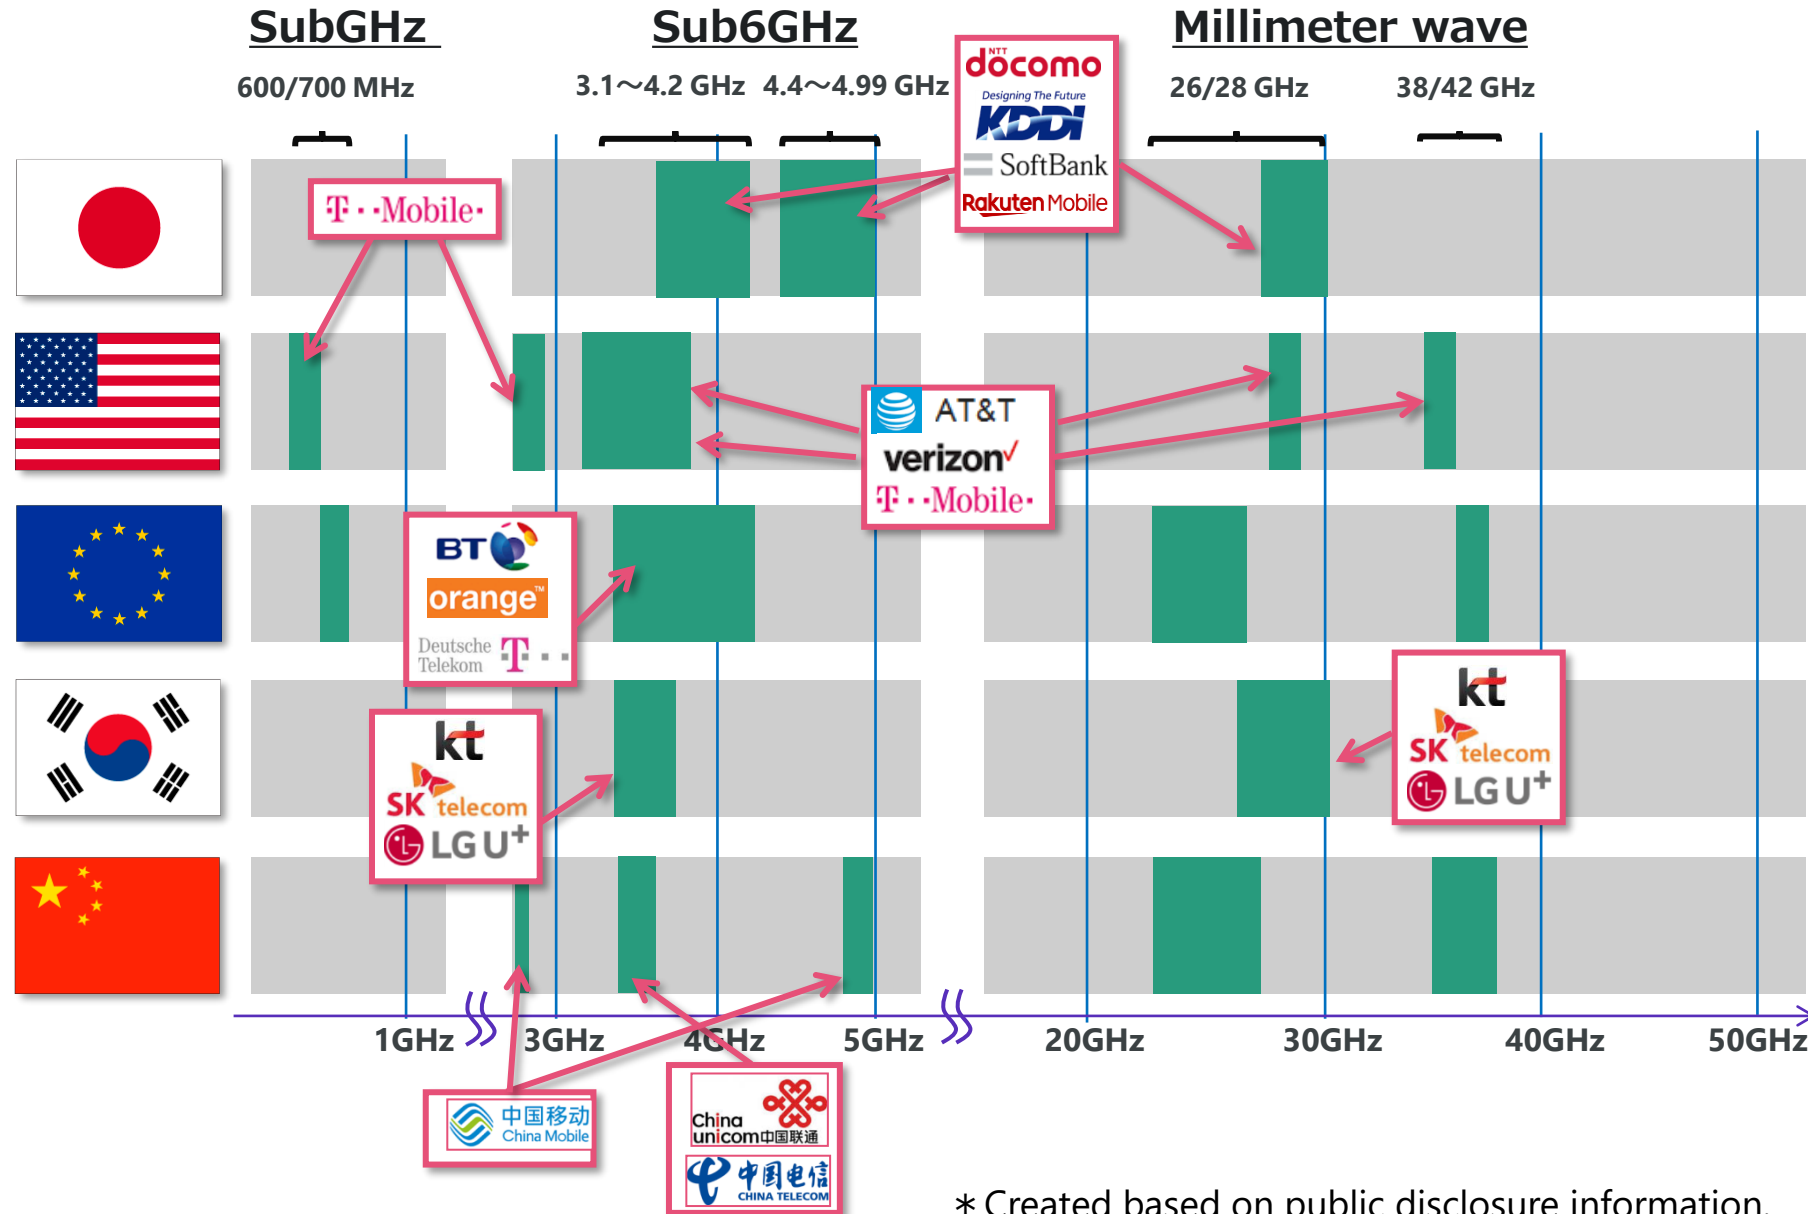 SubGHz
Sub6GHz
Millimeter wave
600/700 MHz
3.1～4.2 GHz
4.4～4.99 GHz
26/28 GHz
38/42 GHz
NTT
döcomo
Designing The Future
KDDI
SoftBank
Rakuten Mobile
T··Mobile·
AT&T
verizon✓
T··Mobile·
BT
orange™
Deutsche
Telekom
T··
kt
SK telecom
LG U+
kt
SK telecom
LG U+
1GHz
3GHz
4GHz
5GHz
20GHz
30GHz
40GHz
50GHz
中国移动
China Mobile
China
unicom中国联通
中国电信
CHINA TELECOM
＊Created based on public disclosure information.